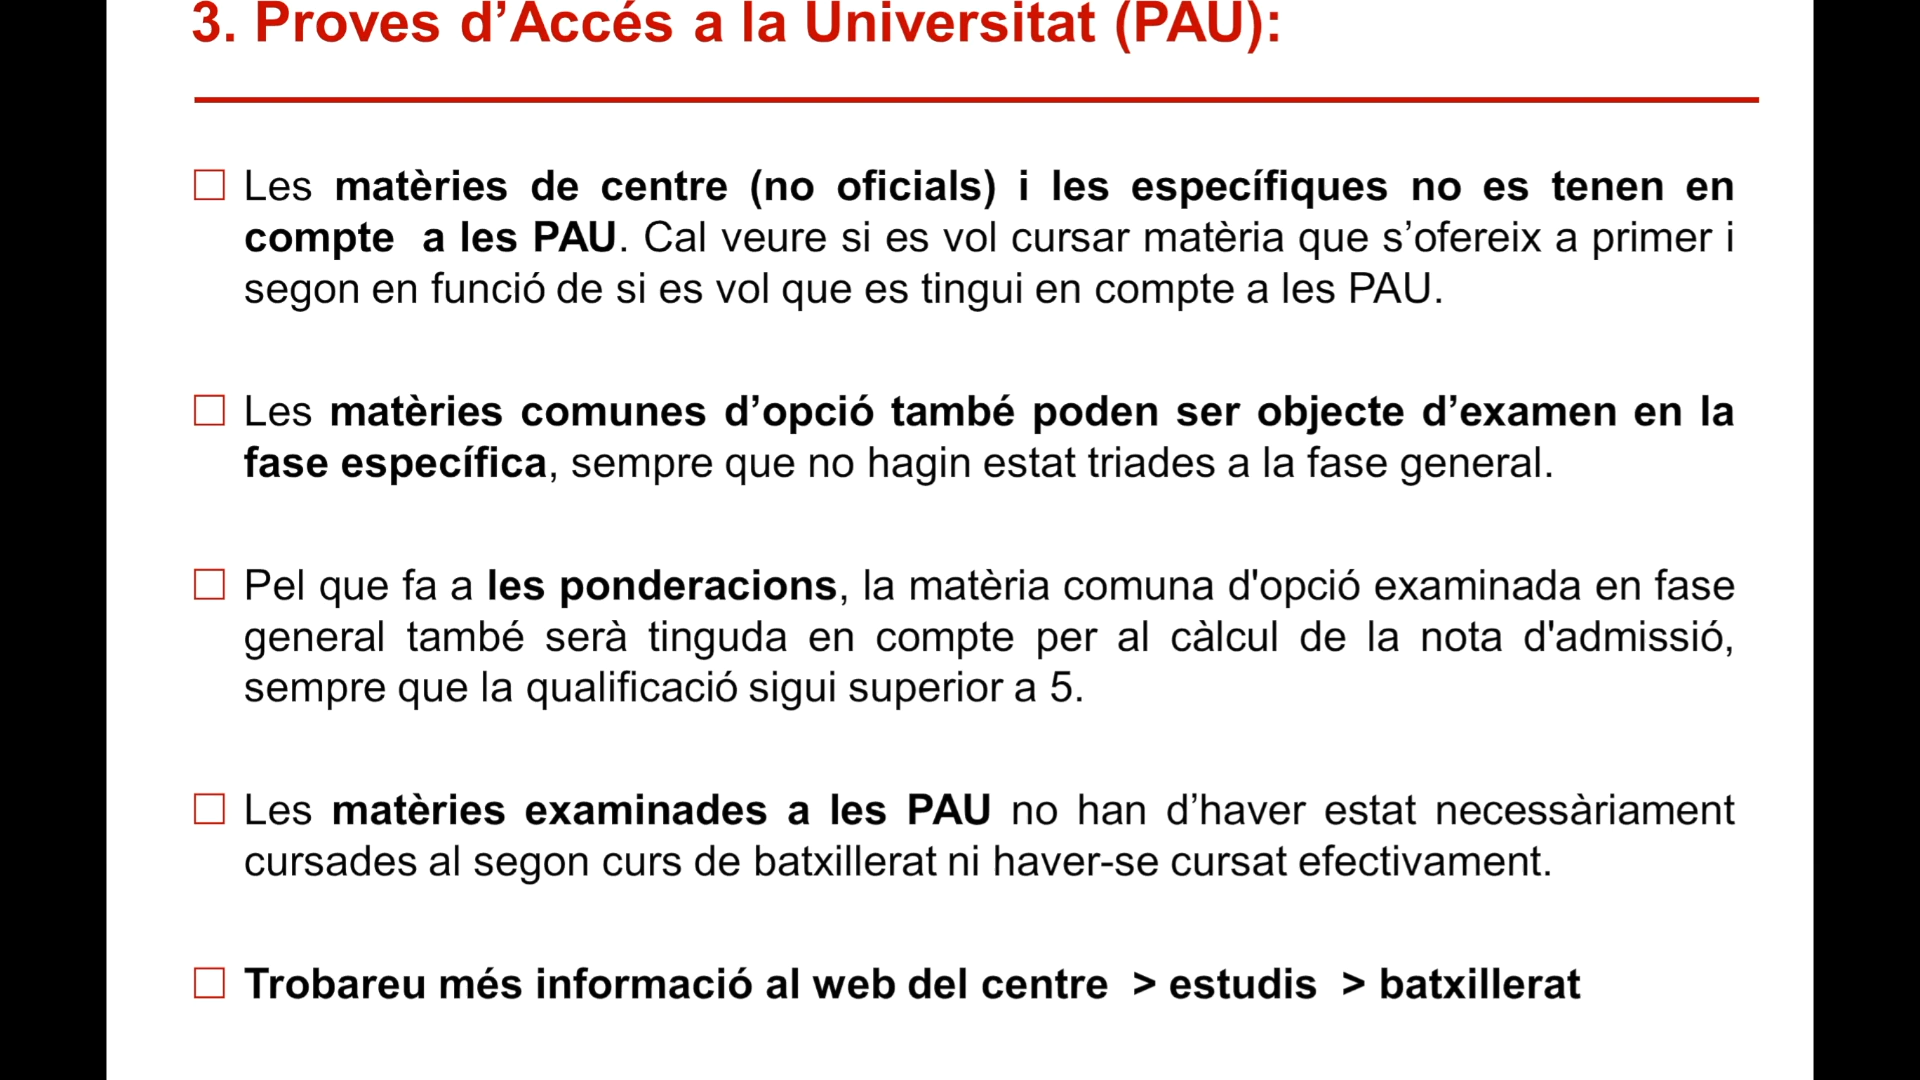 3. Proves d’Accés a la Universitat (PAU):
Les matèries de centre (no oficials) i les específiques no es tenen en
compte a les PAU. Cal veure si es vol cursar matèria que s’ofereix a primer i
segon en funció de si es vol que es tingui en compte a les PAU.
Les matèries comunes d’opció també poden ser objecte d’examen en la
fase específica, sempre que no hagin estat triades a la fase general.
Pel que fa a les ponderacions, la matèria comuna d'opció examinada en fase
general també serà tinguda en compte per al càlcul de la nota d'admissió,
sempre que la qualificació sigui superior a 5.
Les matèries examinades a les PAU no han d’haver estat necessàriament
cursades al segon curs de batxillerat ni haver-se cursat efectivament.
Trobareu més informació al web del centre > estudis > batxillerat